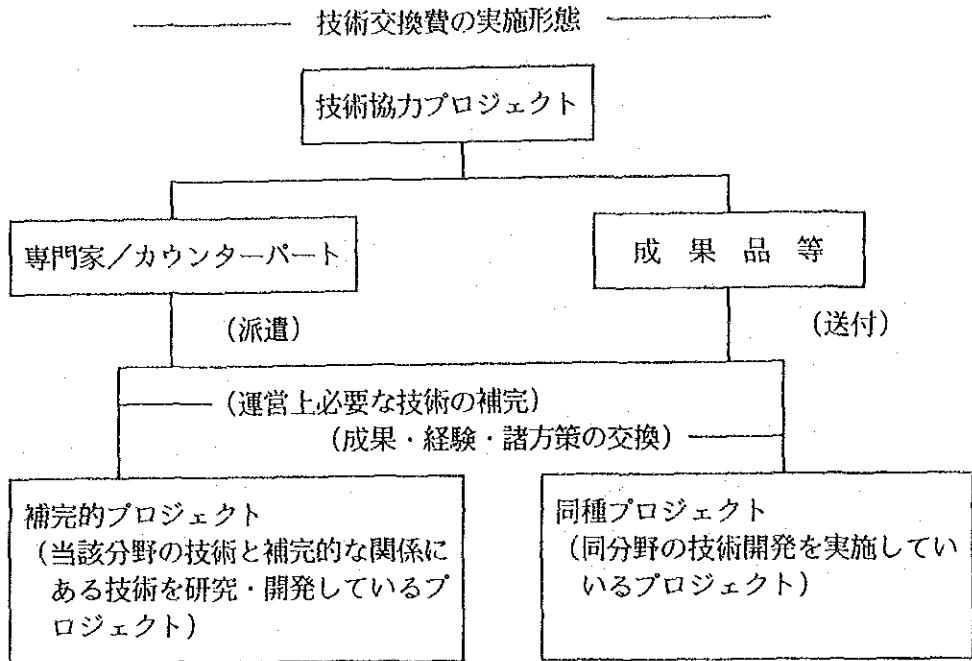 技術交換費の実施形態
技術協力プロジェクト
専門家/カウンターパート
成果品等
(派遣)
(送付)
(運営上必要な技術の補完)
(成果・経験・諸方策の交換)
補完的プロジェクト
(当該分野の技術と補完的な関係に
ある技術を研究・開発しているプ
ロジェクト)
同種プロジェクト
(同分野の技術開発を実施してい
いるプロジェクト)